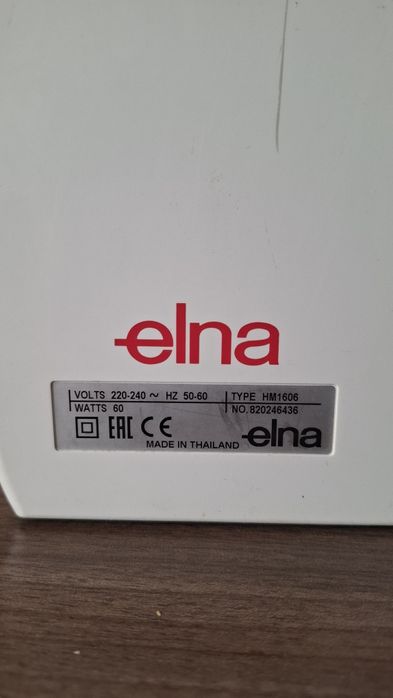 elna
VOLTS 220-240 ~ HZ 50-60 TYPE HM1606
WATTS 60 NO. 820246436
EAC CE elna
MADE IN THAILAND